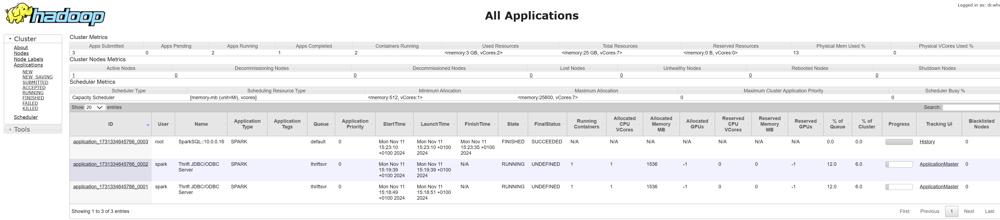 Logged in as: dr.who
hadoop
All Applications
Cluster
About
Nodes
Node Labels
Applications
NEW
NEW_SAVING
SUBMITTED
ACCEPTED
RUNNING
FINISHED
FAILED
KILLED
Scheduler
Tools
Cluster Metrics
Apps Submitted Apps Pending Apps Running Apps Completed Containers Running Used Resources Total Resources Reserved Resources Physical Mem Used % Physical VCores Used %
3 0 2 1 2 <memory:3 GB, vCores:2> <memory:25 GB, vCores:7> <memory:0 B, vCores:0> 13 0
Cluster Nodes Metrics
Active Nodes Decommissioning Nodes Decommissioned Nodes Lost Nodes Unhealthy Nodes Rebooted Nodes Shutdown Nodes
1 0 0 0 0 0 0
Scheduler Metrics
Scheduler Type Scheduling Resource Type Minimum Allocation Maximum Allocation Maximum Cluster Application Priority Scheduler Busy %
Capacity Scheduler [memory-mb (unit=Mi), vcores] <memory:512, vCores:1> <memory:25600, vCores:7> 0 0
Show 20 entries Search:
ID User Name Application Type Application Tags Queue Application Priority StartTime LaunchTime FinishTime State FinalStatus Running Containers Allocated CPU VCores Allocated Memory MB Allocated GPUs Reserved CPU VCores Reserved Memory MB Reserved GPUs % of Queue % of Cluster Progress Tracking UI Blacklisted Nodes
application_1731334645766_0003 root SparkSQL::10.0.0.16 SPARK default 0 Mon Nov 11 15:23:10 +0100 2024 Mon Nov 11 15:23:10 +0100 2024 Mon Nov 11 15:23:35 +0100 2024 FINISHED SUCCEEDED N/A N/A N/A N/A N/A N/A N/A 0.0 0.0 History 0
application_1731334645766_0002 spark Thrift JDBC/ODBC Server SPARK thriftsvr 0 Mon Nov 11 15:19:39 +0100 2024 Mon Nov 11 15:19:39 +0100 2024 N/A RUNNING UNDEFINED 1 1 1536 -1 0 0 -1 12.0 6.0 ApplicationMaster 0
application_1731334645766_0001 spark Thrift JDBC/ODBC Server SPARK thriftsvr 0 Mon Nov 11 15:18:49 +0100 2024 Mon Nov 11 15:18:51 +0100 2024 N/A RUNNING UNDEFINED 1 1 1536 -1 0 0 -1 12.0 6.0 ApplicationMaster 0
Showing 1 to 3 of 3 entries First Previous 1 Next Last